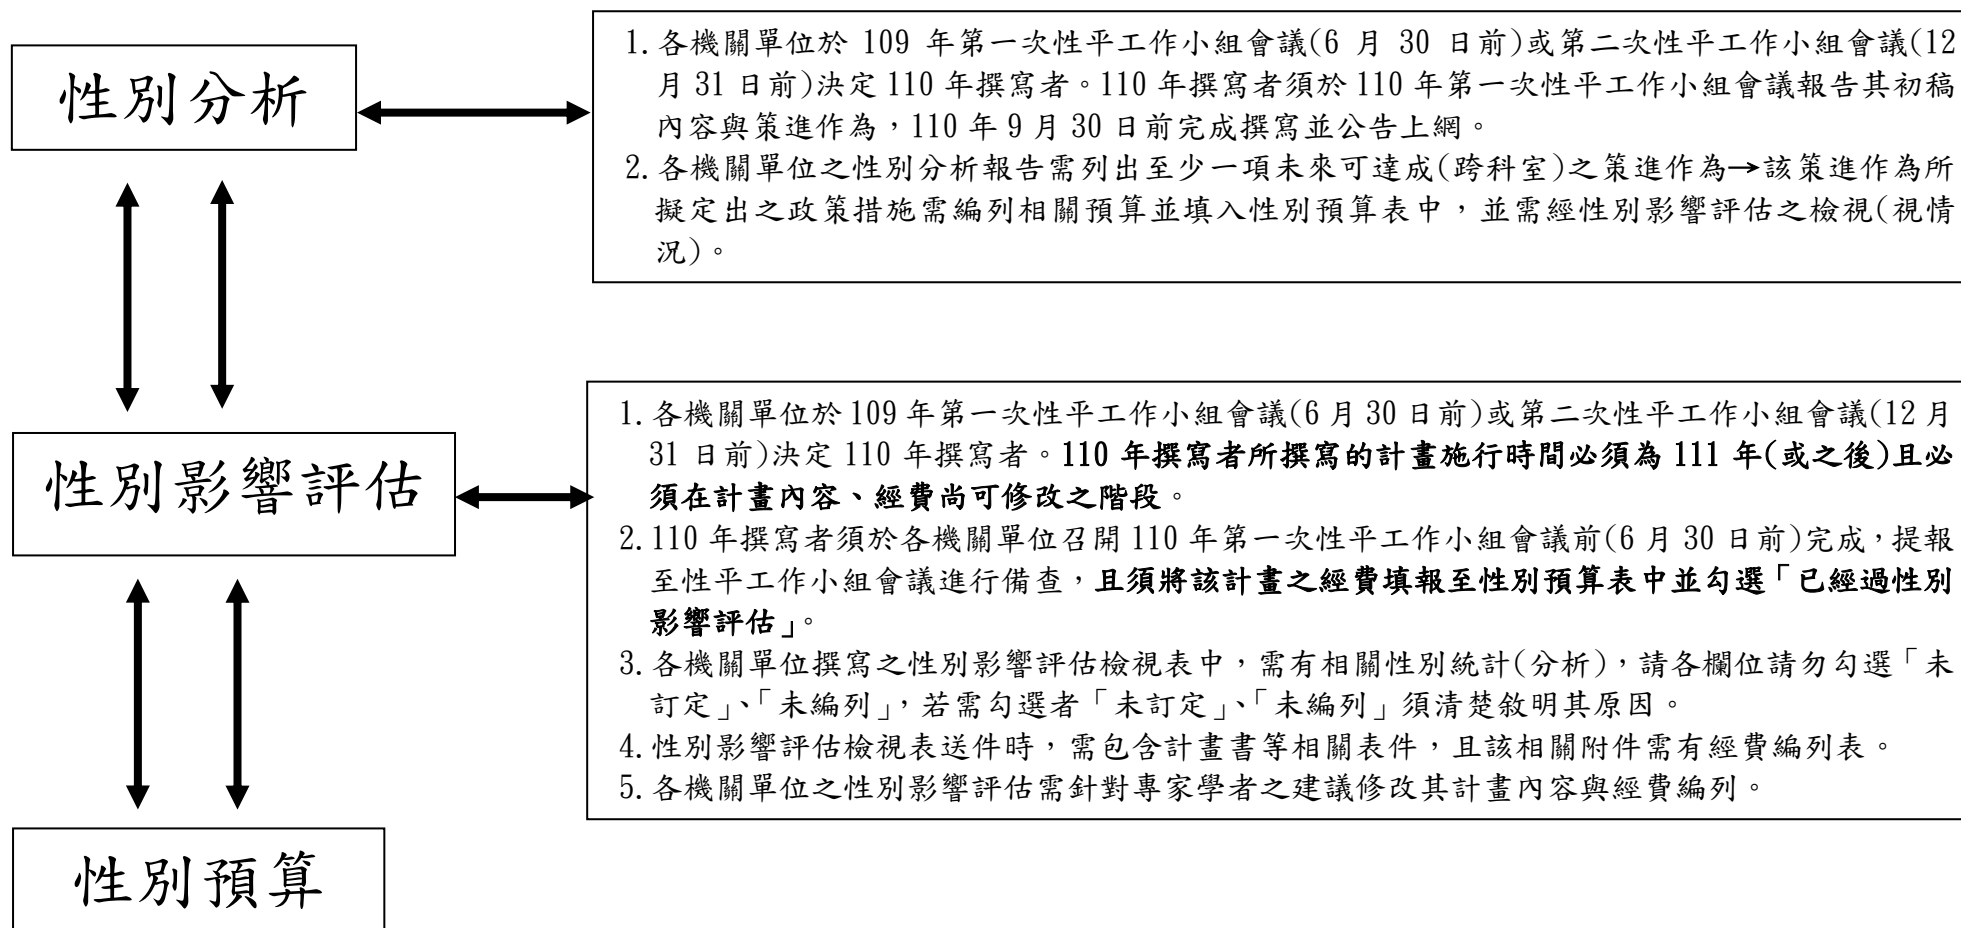 性別分析
1.各機關單位於 109 年第一次性平工作小組會議(6 月 30 日前)或第二次性平工作小組會議(12
月 31 日前)決定 110 年撰寫者。110 年撰寫者須於 110 年第一次性平工作小組會議報告其初稿
內容與策進作為，110 年 9 月 30 日前完成撰寫並公告上網。
2.各機關單位之性別分析報告需列出至少一項未來可達成(跨科室)之策進作為→該策進作為所
擬定出之政策措施需編列相關預算並填入性別預算表中，並需經性別影響評估之檢視(視情
況)。
性別影響評估
1.各機關單位於 109 年第一次性平工作小組會議(6 月 30 日前)或第二次性平工作小組會議(12 月
31 日前)決定 110 年撰寫者。110 年撰寫者所撰寫的計畫施行時間必須為 111 年(或之後)且必
須在計畫內容、經費尚可修改之階段。
2.110 年撰寫者須於各機關單位召開 110 年第一次性平工作小組會議前(6 月 30 日前)完成，提報
至性平工作小組會議進行備查，且須將該計畫之經費填報至性別預算表中並勾選「已經過性別
影響評估」。
3.各機關單位撰寫之性別影響評估檢視表中，需有相關性別統計(分析)，請各欄位請勿勾選「未
訂定」、「未編列」，若需勾選者「未訂定」、「未編列」須清楚敘明其原因。
4.性別影響評估檢視表送件時，需包含計畫書等相關表件，且該相關附件需有經費編列表。
5.各機關單位之性別影響評估需針對專家學者之建議修改其計畫內容與經費編列。
性別預算